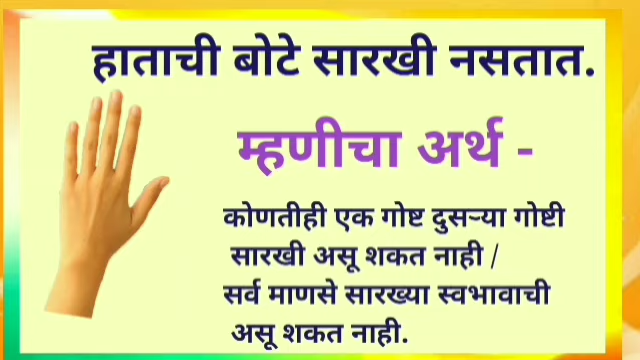 हाताची बोटे सारखी नसतात.
म्हणीचा अर्थ -
कोणतीही एक गोष्ट दुसऱ्या गोष्टी
सारखी असू शकत नाही /
सर्व माणसे सारख्या स्वभावाची
असू शकत नाही.